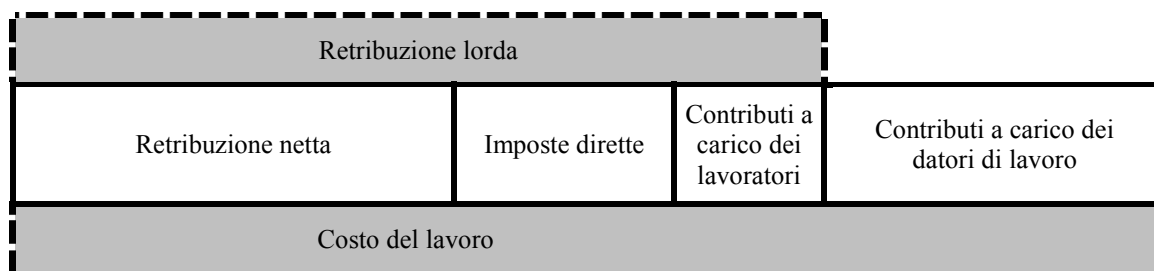 Retribuzione lorda
Retribuzione netta
Imposte dirette
Contributi a
carico dei
lavoratori
Contributi a carico dei
datori di lavoro
Costo del lavoro